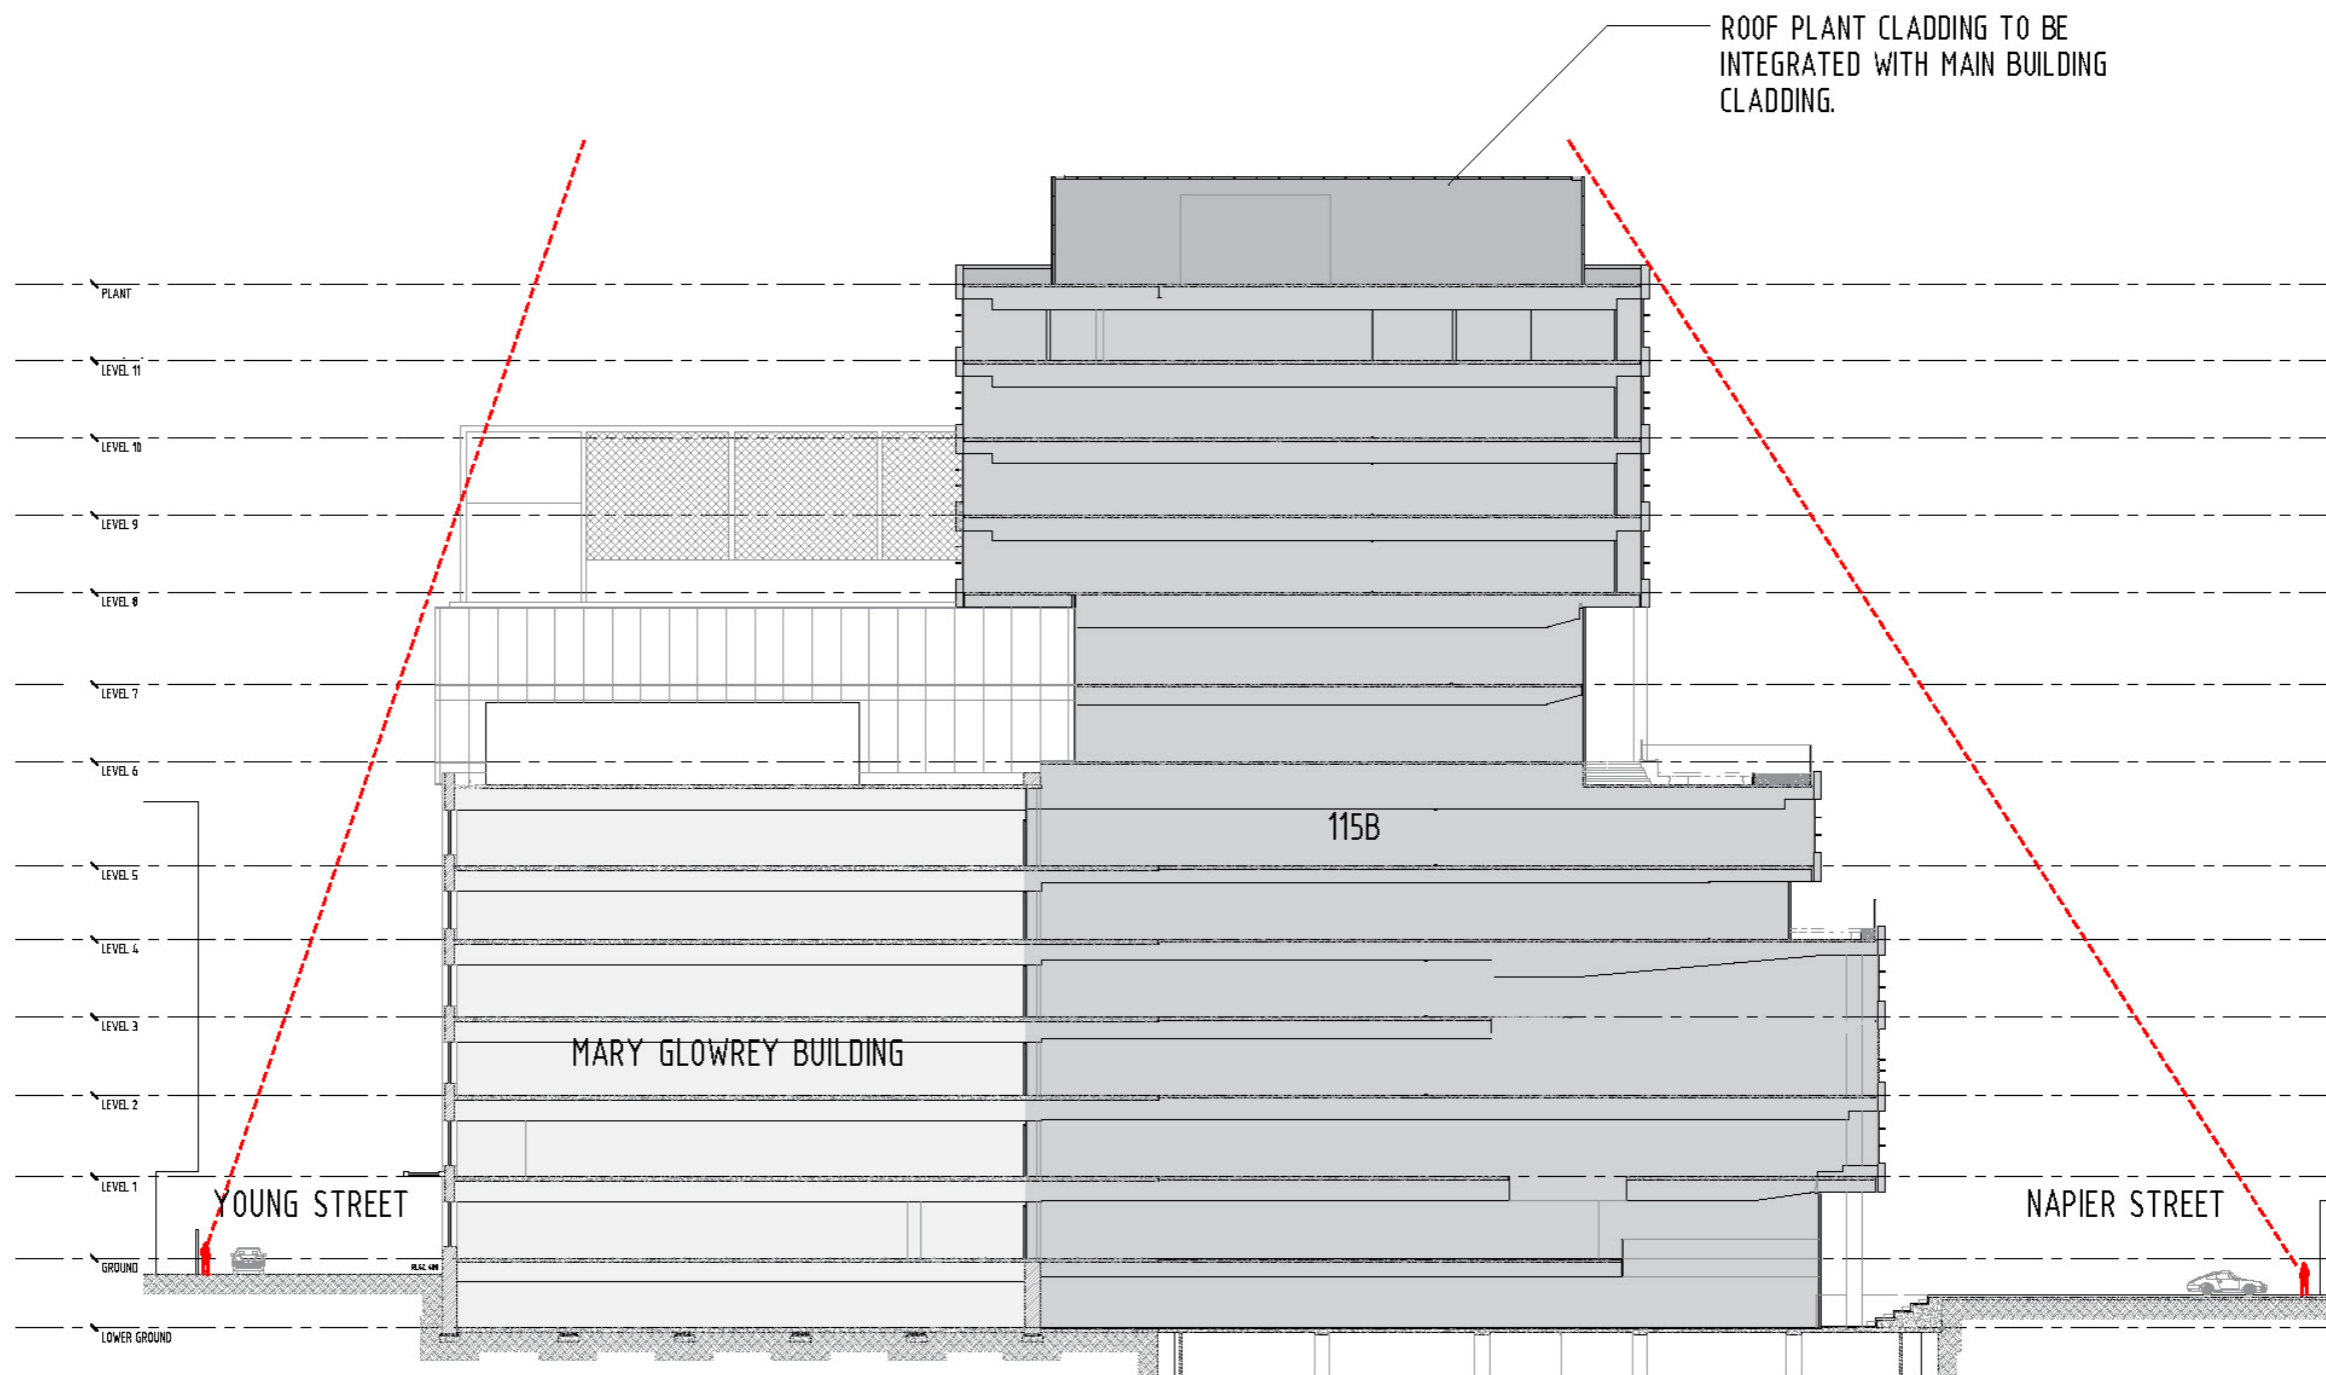 ROOF PLANT CLADDING TO BE
INTEGRATED WITH MAIN BUILDING
CLADDING.
PLANT
LEVEL 11
LEVEL 10
LEVEL 9
LEVEL 8
LEVEL 7
LEVEL 6
115B
LEVEL 5
LEVEL 4
LEVEL 3
MARY GLOWREY BUILDING
LEVEL 2
LEVEL 1
YOUNG STREET
NAPIER STREET
GROUND
LOWER GROUND